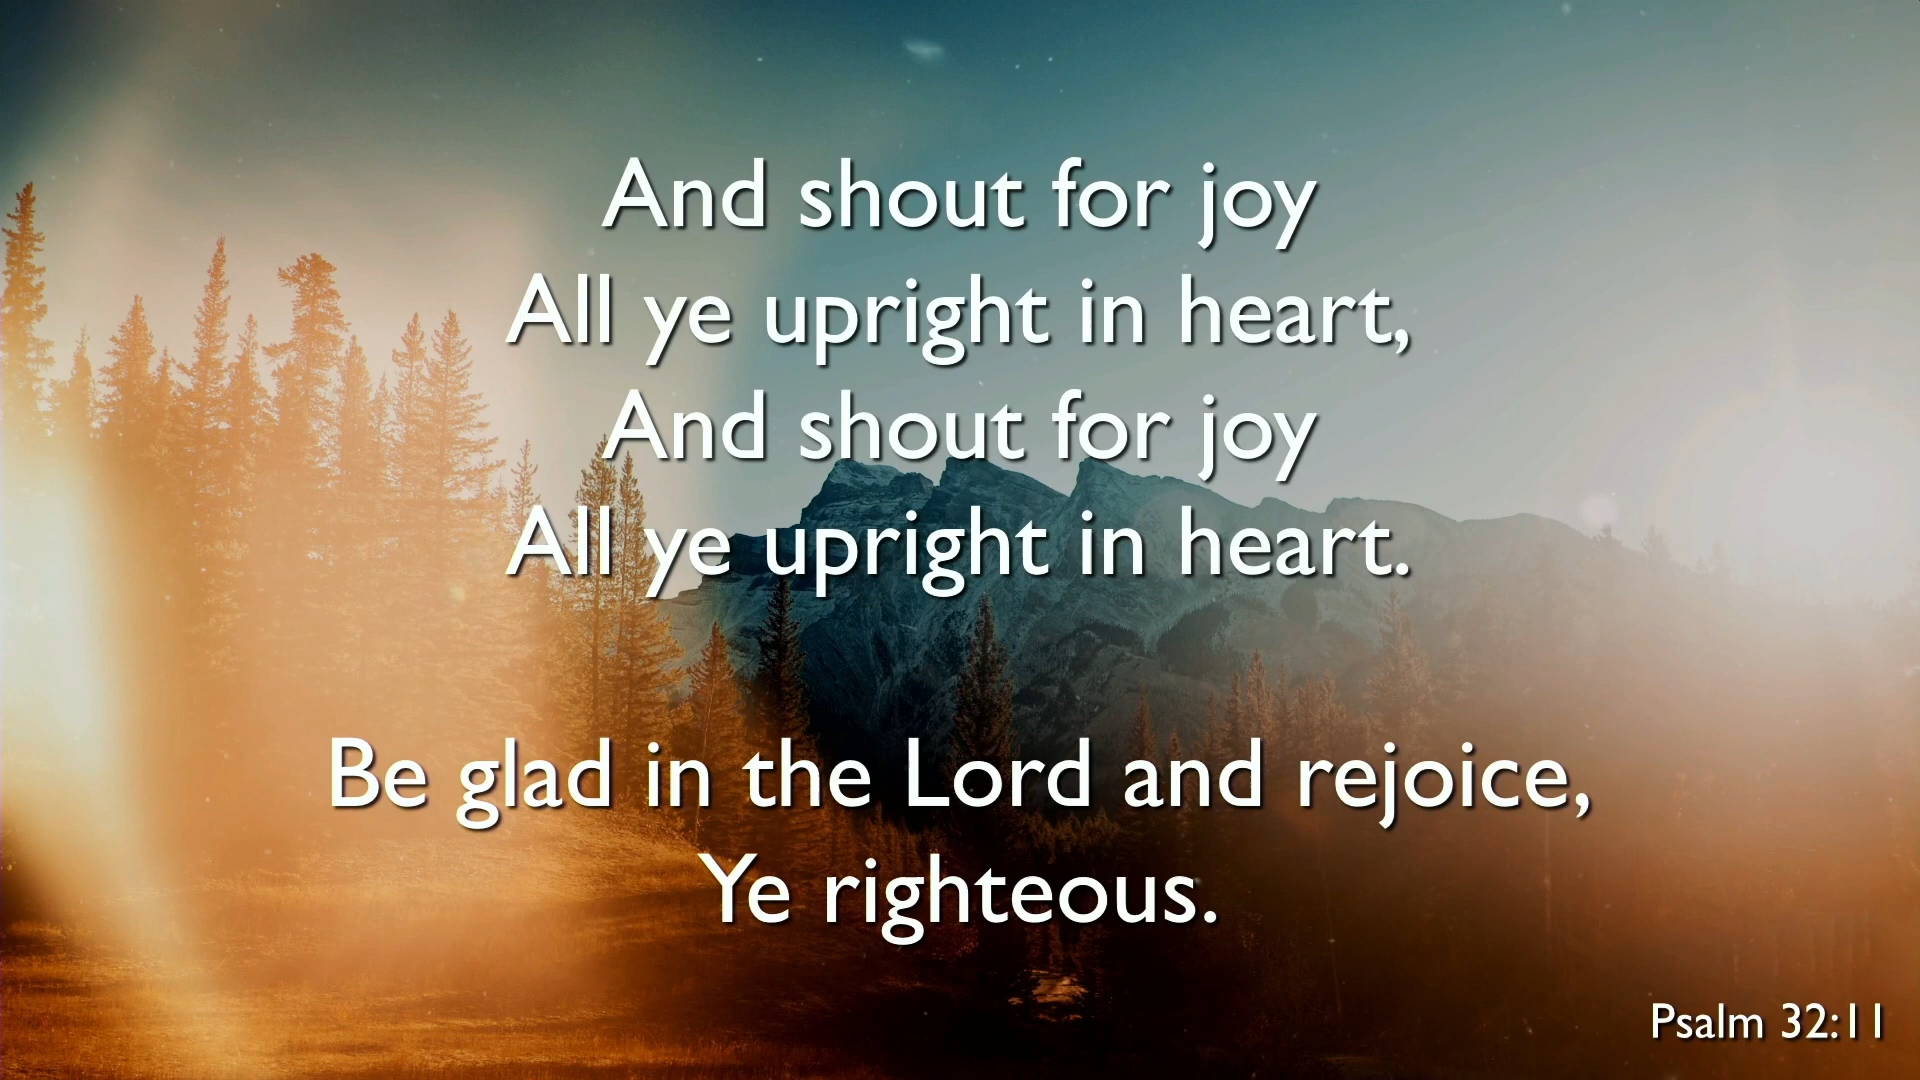 And shout for joy
All ye upright in heart,
And shout for joy
All ye upright in heart.
Be glad in the Lord and rejoice,
Ye righteous.
Psalm 32:11